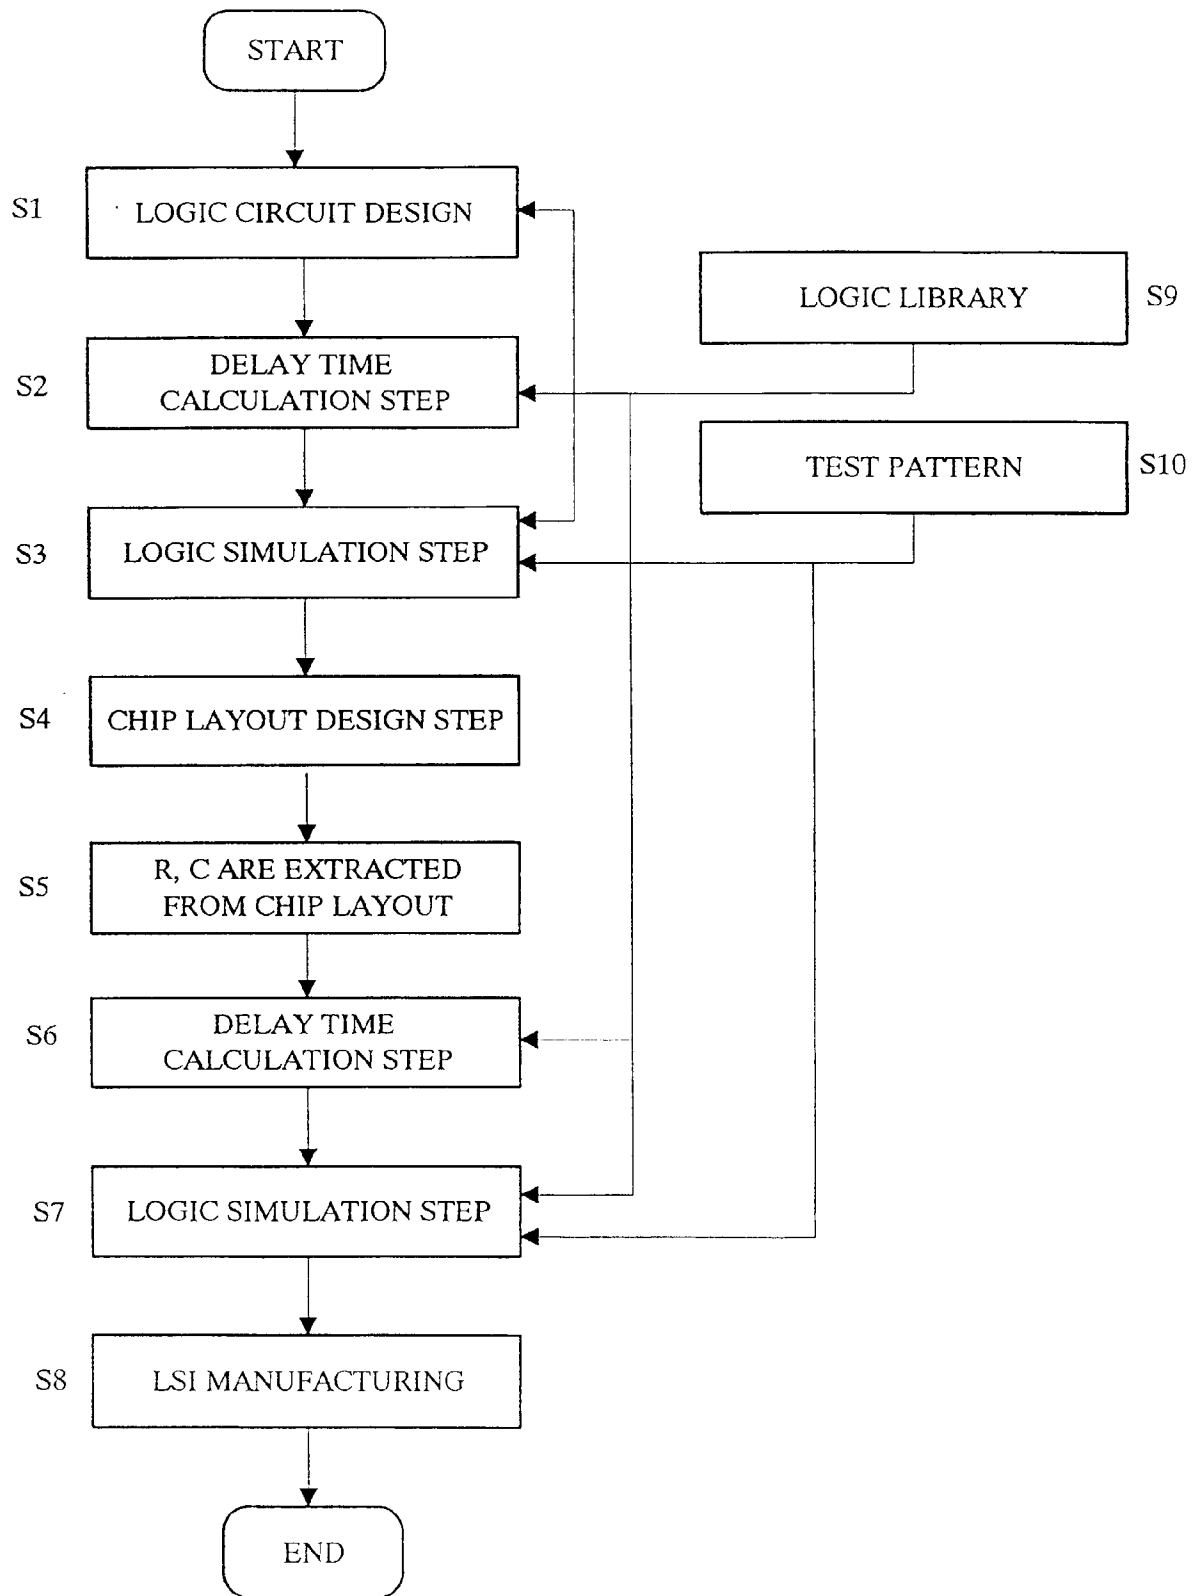 START
S1
LOGIC CIRCUIT DESIGN
LOGIC LIBRARY
S9
S2
DELAY TIME
CALCULATION STEP
TEST PATTERN
S10
S3
LOGIC SIMULATION STEP
S4
CHIP LAYOUT DESIGN STEP
S5
R, C ARE EXTRACTED
FROM CHIP LAYOUT
S6
DELAY TIME
CALCULATION STEP
S7
LOGIC SIMULATION STEP
S8
LSI MANUFACTURING
END